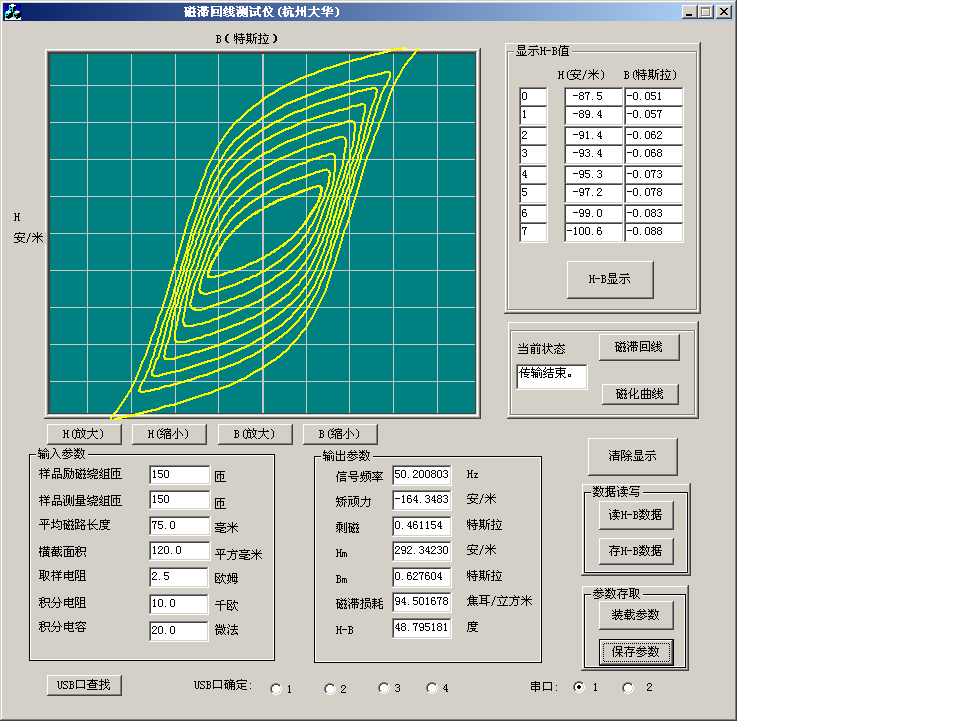 磁滞回线测试仪(杭州大华)
B(特斯拉)
H
安/米
显示H-B值
H(安/米) B(特斯拉)
0 -87.5 -0.051
1 -89.4 -0.057
2 -91.4 -0.062
3 -93.4 -0.068
4 -95.3 -0.073
5 -97.2 -0.078
6 -99.0 -0.083
7 -100.6 -0.088
H-B显示
当前状态
传输结束。
磁滞回线
磁化曲线
H(放大) H(缩小) B(放大) B(缩小)
输入参数
样品励磁绕组匝 150 匝
样品测量绕组匝 150 匝
平均磁路长度 75.0 毫米
横截面积 120.0 平方毫米
取样电阻 2.5 欧姆
积分电阻 10.0 千欧
积分电容 20.0 微法
输出参数
信号频率 50.200803 Hz
矫顽力 -164.3483 安/米
剩磁 0.461154 特斯拉
Hm 292.34230 安/米
Bm 0.627604 特斯拉
磁滞损耗 94.501678 焦耳/立方米
H-B 48.795181 度
清除显示
数据读写
读H-B数据
存H-B数据
参数存取
装载参数
保存参数
USB口查找 USB口确定: 1 2 3 4 串口: 1 2